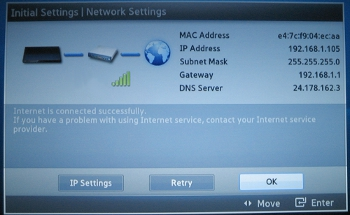 Initial Settings | Network Settings
MAC Address e4:7c:f9:04:ec:aa
IP Address 192.168.1.105
Subnet Mask 255.255.255.0
Gateway 192.168.1.1
DNS Server 24.178.162.3
Internet is connected successfully.
If you have a problem with using Internet service, contact your Internet service
provider.
IP Settings Retry OK
Move Enter